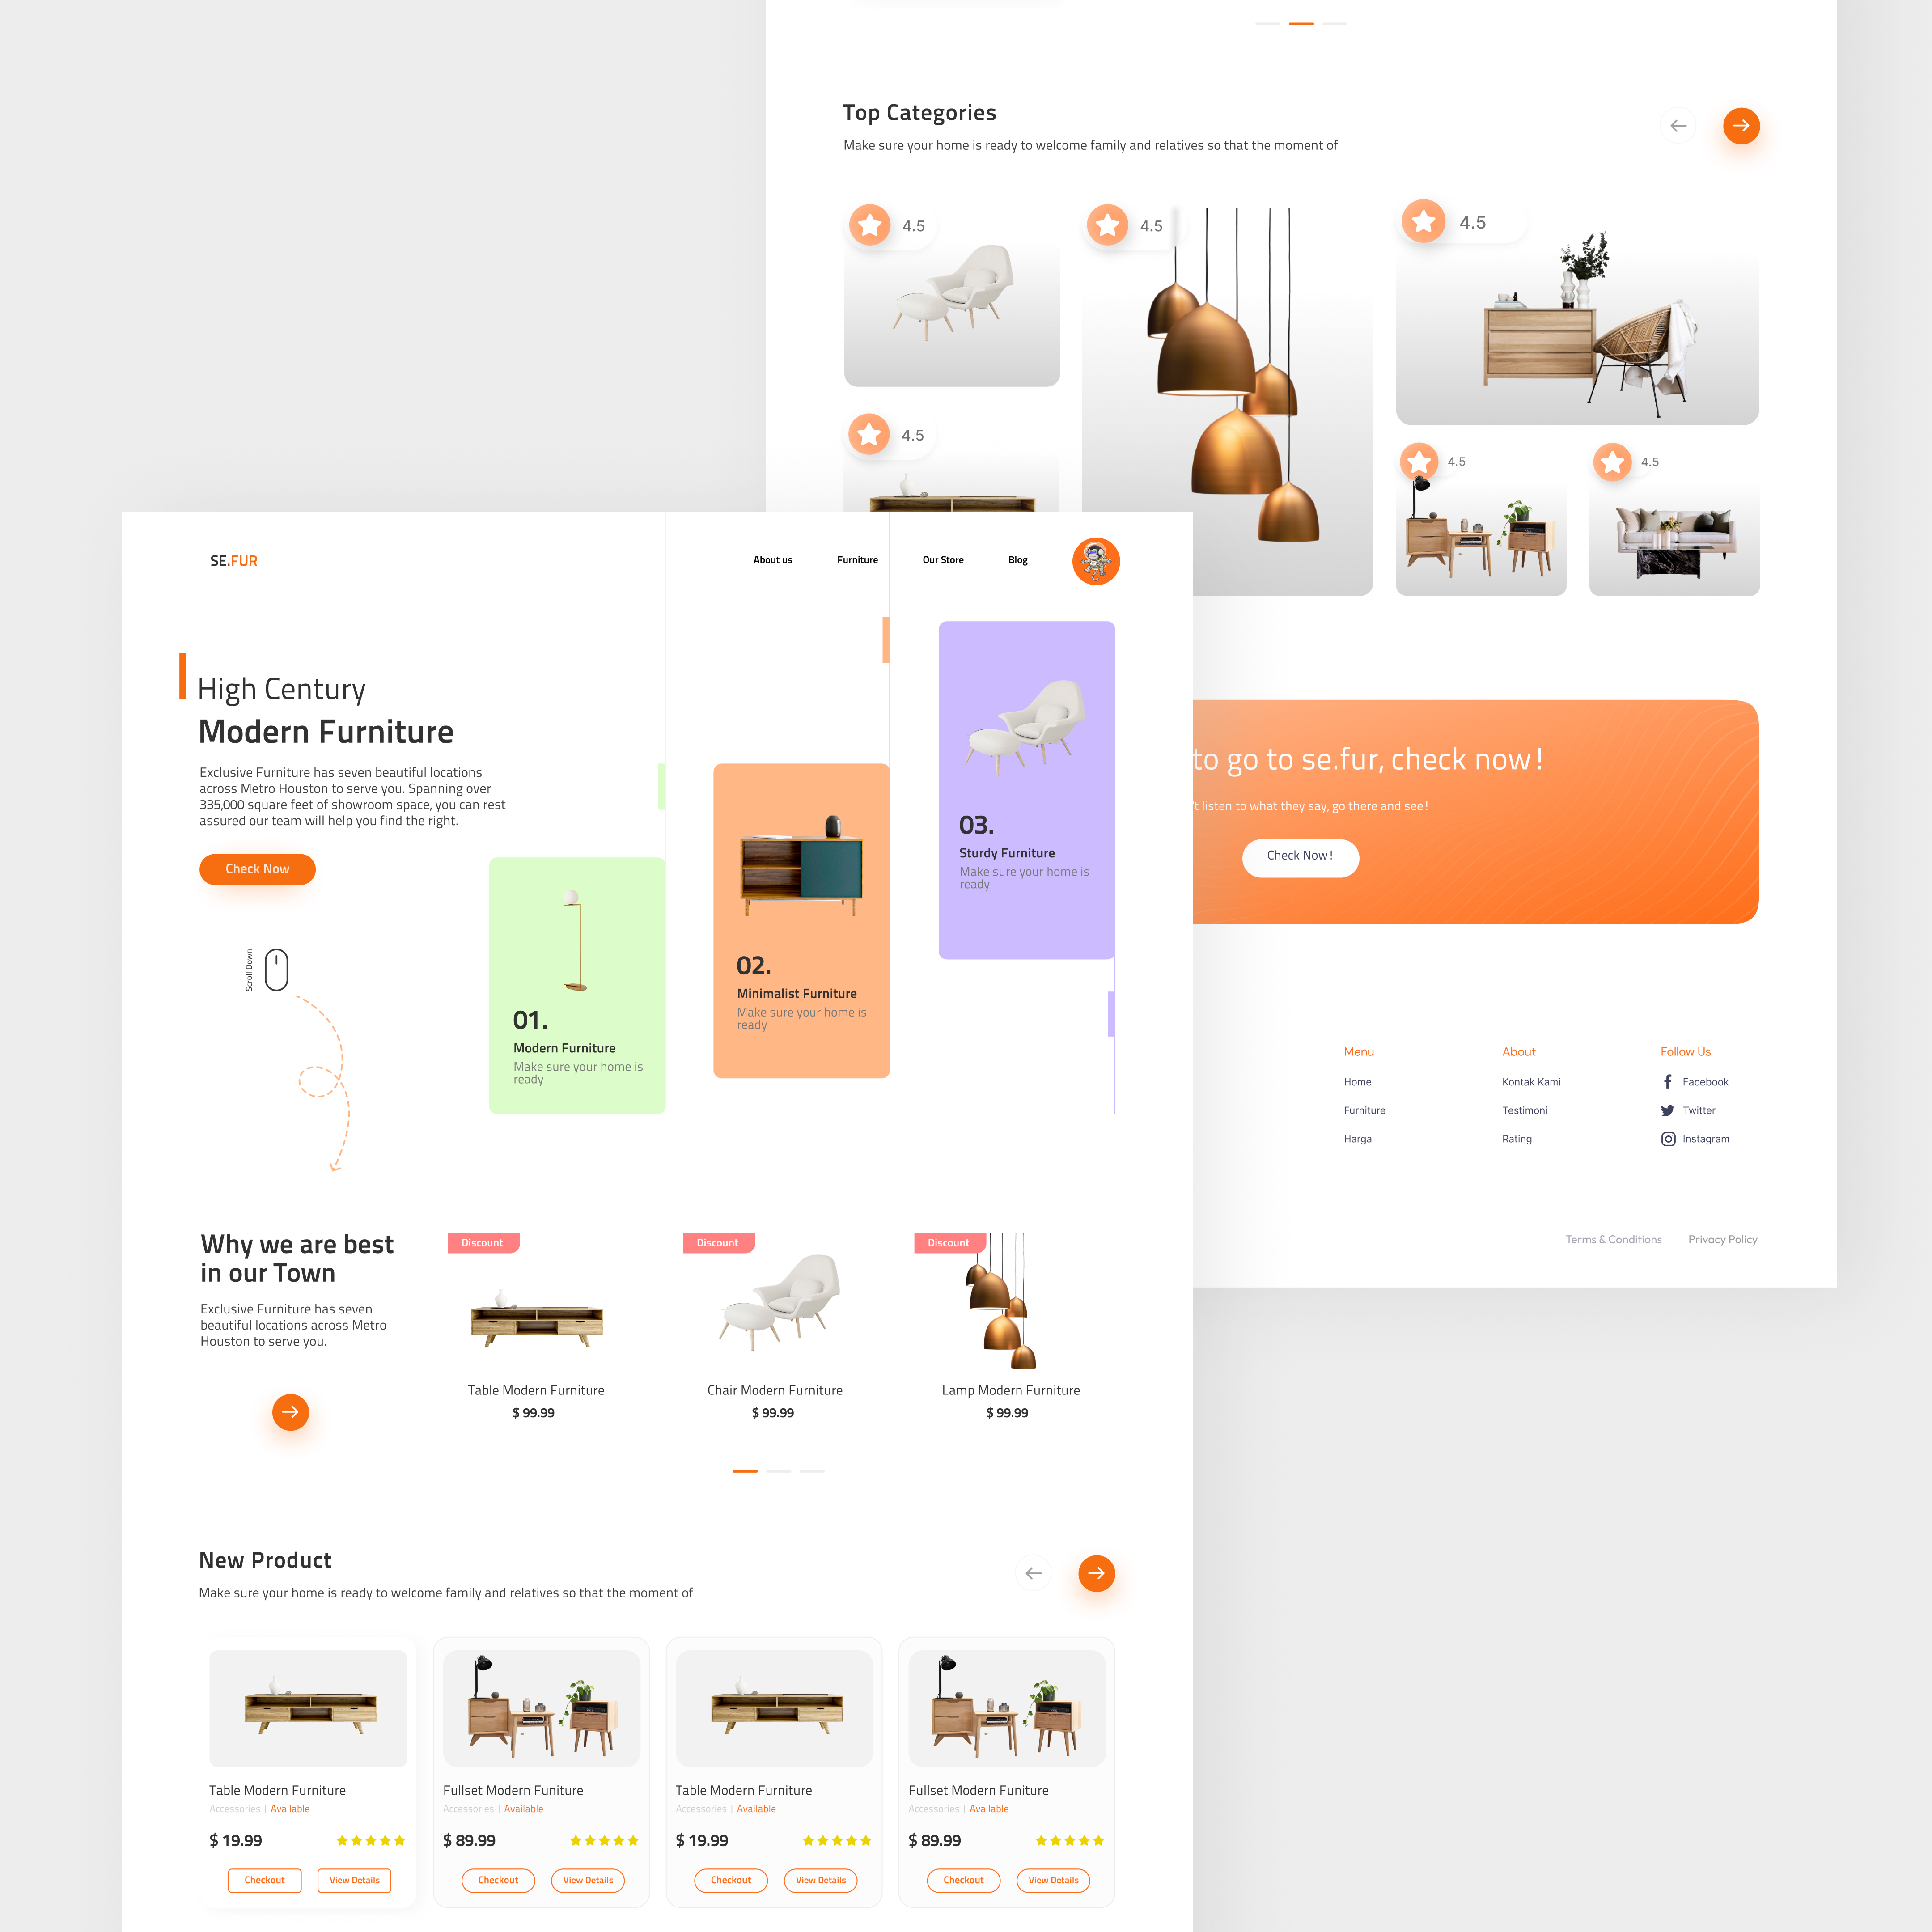 Top Categories
Make sure your home is ready to welcome family and relatives so that the moment of
4.5
4.5
4.5
4.5
4.5
4.5
to go to se.fur, check now!
't listen to what they say, go there and see!
Check Now!
Menu
Home
Furniture
Harga
About
Kontak Kami
Testimoni
Rating
Follow Us
Facebook
Twitter
Instagram
Terms & Conditions
Privacy Policy
SE.FUR
About us
Furniture
Our Store
Blog
High Century
Modern Furniture
Exclusive Furniture has seven beautiful locations
across Metro Houston to serve you. Spanning over
335,000 square feet of showroom space, you can rest
assured our team will help you find the right.
Check Now
Scroll Down
01.
Modern Furniture
Make sure your home is
ready
02.
Minimalist Furniture
Make sure your home is
ready
03.
Sturdy Furniture
Make sure your home is
ready
Why we are best
in our Town
Exclusive Furniture has seven
beautiful locations across Metro
Houston to serve you.
Discount
Table Modern Furniture
$ 99.99
Discount
Chair Modern Furniture
$ 99.99
Discount
Lamp Modern Furniture
$ 99.99
New Product
Make sure your home is ready to welcome family and relatives so that the moment of
Table Modern Furniture
Accessories | Available
$ 19.99
Checkout
View Details
Fullset Modern Funiture
Accessories | Available
$ 89.99
Checkout
View Details
Table Modern Furniture
Accessories | Available
$ 19.99
Checkout
View Details
Fullset Modern Funiture
Accessories | Available
$ 89.99
Checkout
View Details